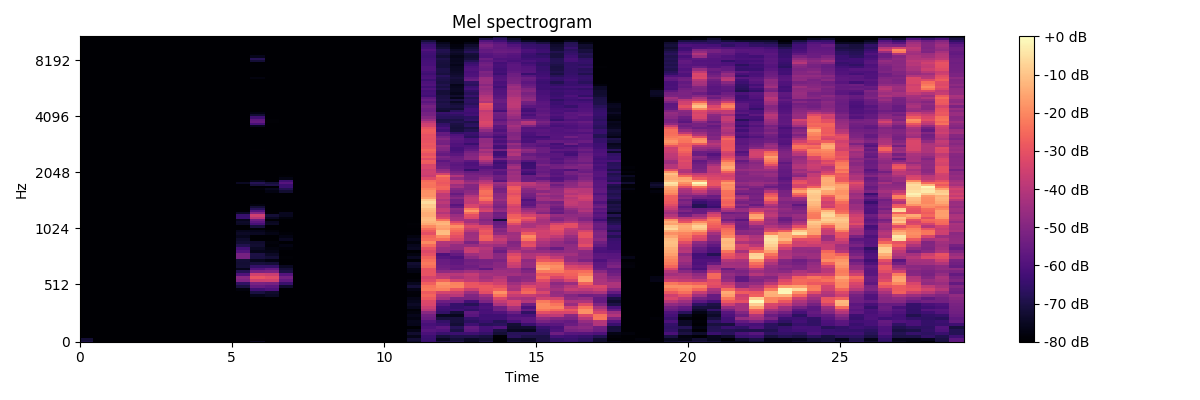 Mel spectrogram
8192
4096
2048
1024
512
0
Hz
0 5 10 15 20 25
Time
+0 dB
-10 dB
-20 dB
-30 dB
-40 dB
-50 dB
-60 dB
-70 dB
-80 dB